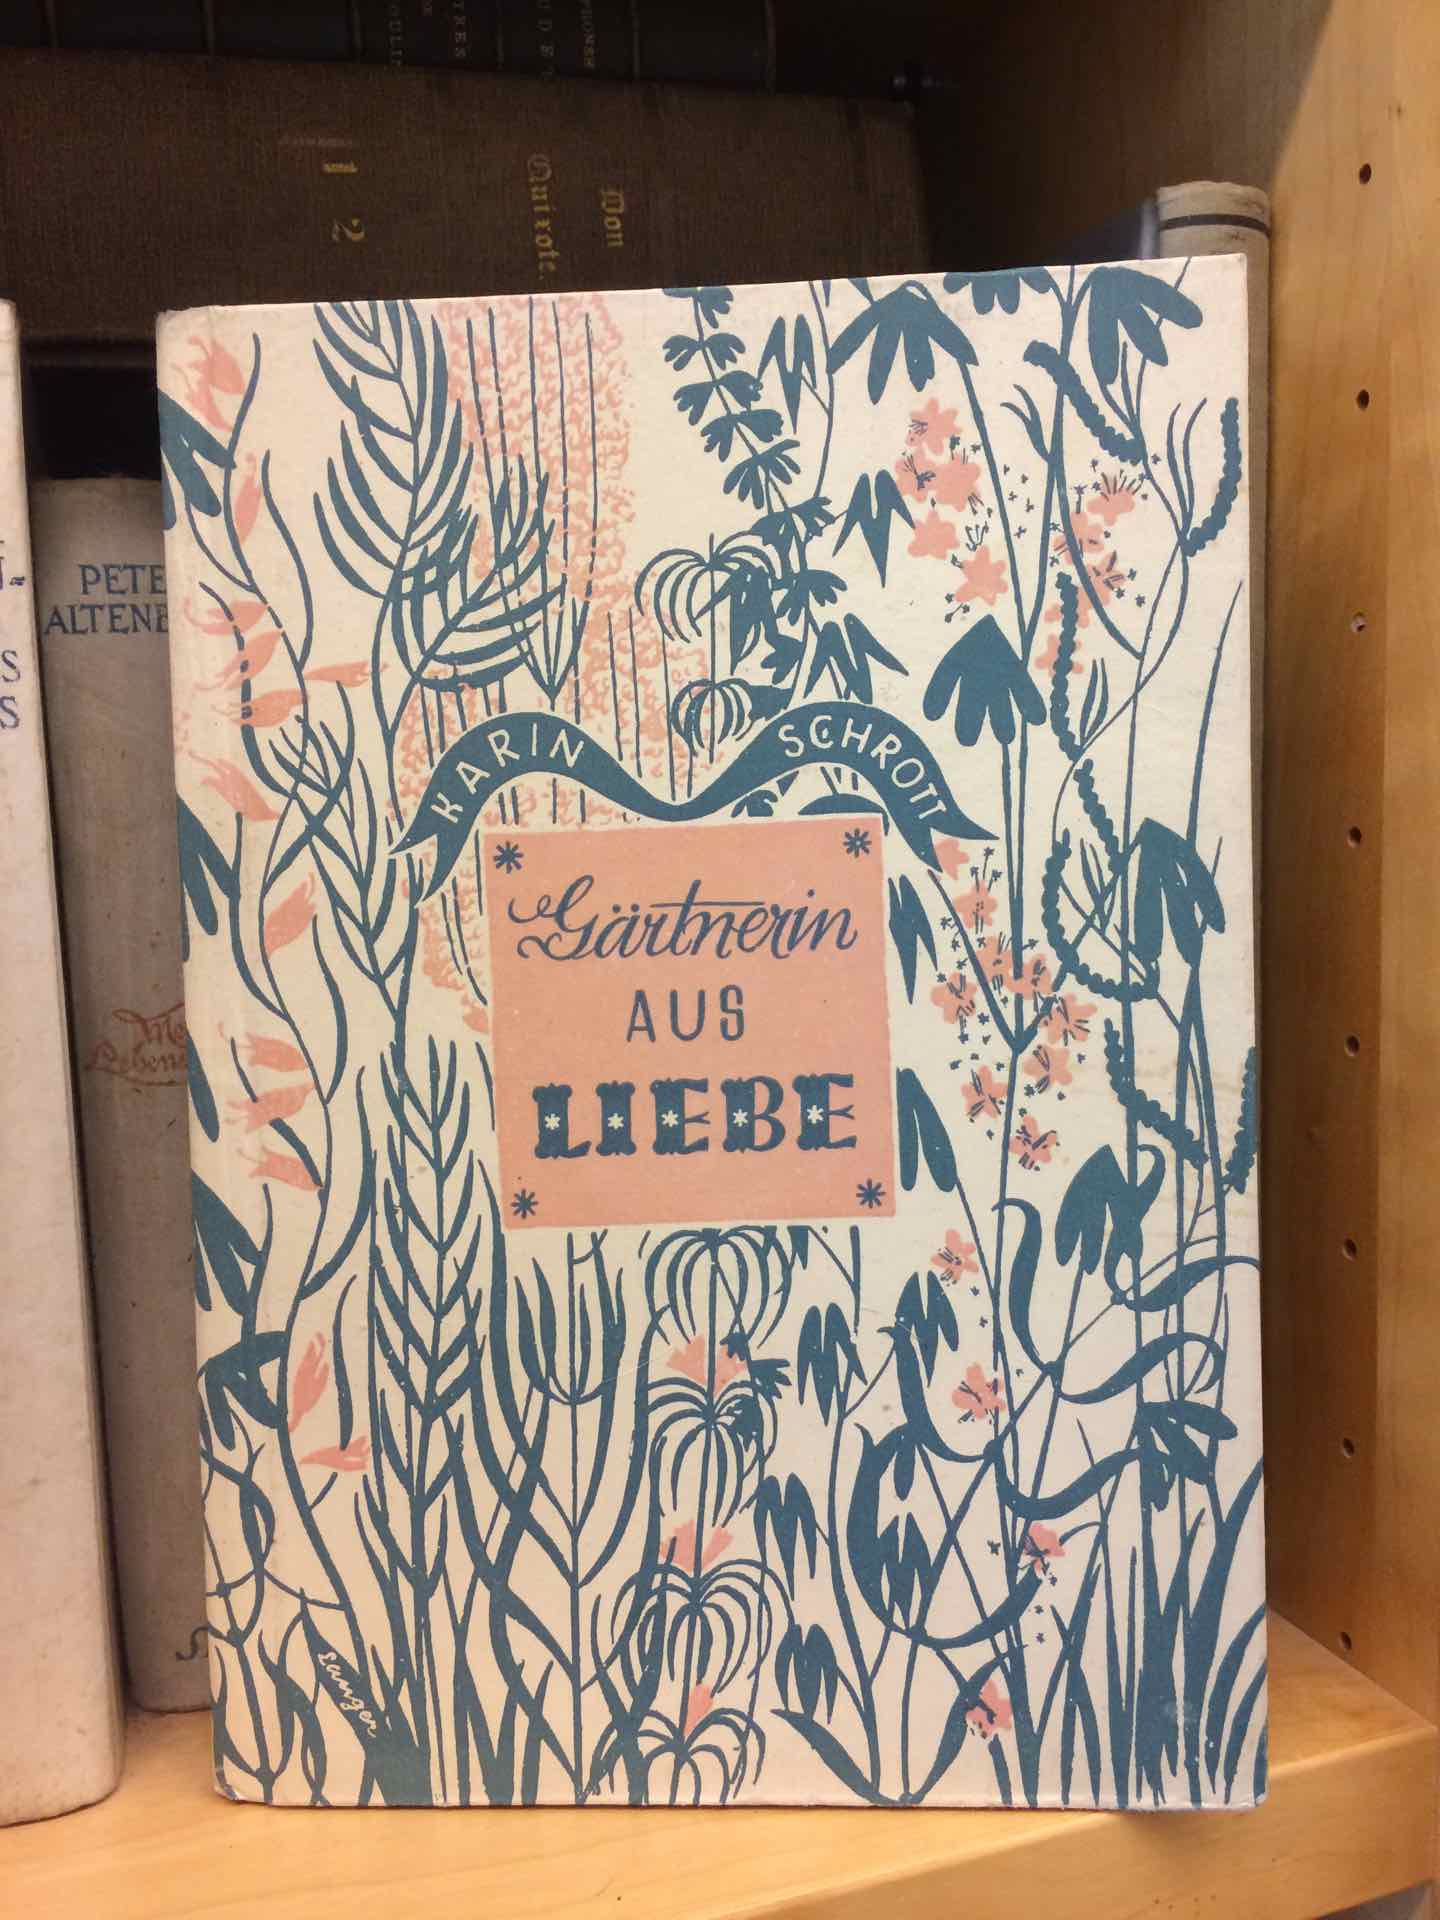 Don
Quixote.
1 2
PETE
ALTENB
KARIN SCHROTT
Gärtnerin
AUS
LIEBE